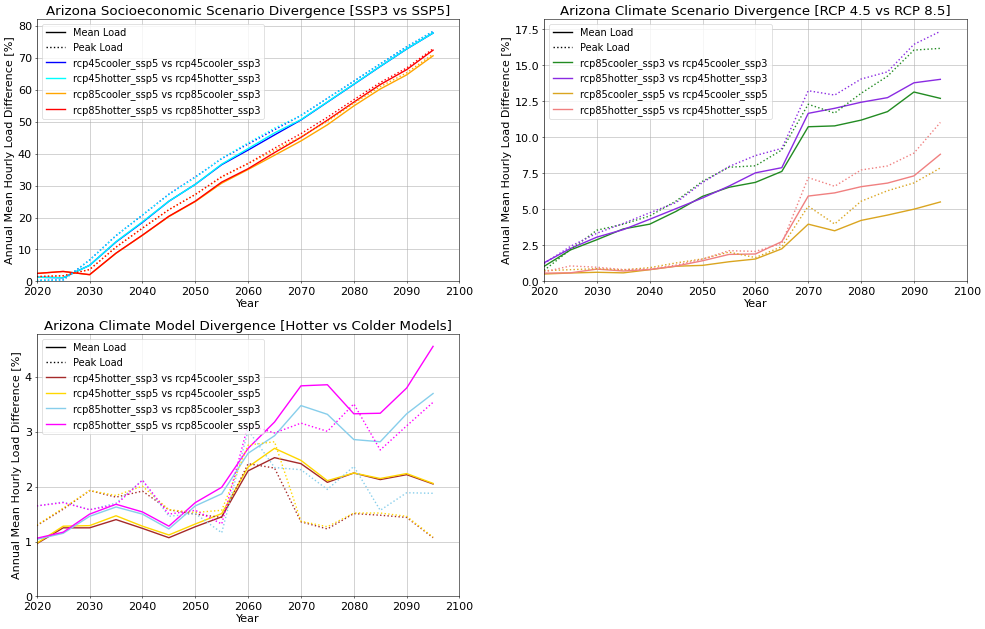 Arizona Socioeconomic Scenario Divergence [SSP3 vs SSP5]
Annual Mean Hourly Load Difference [%]
80
70
60
50
40
30
20
10
0
Mean Load
Peak Load
rcp45cooler_ssp5 vs rcp45cooler_ssp3
rcp45hotter_ssp5 vs rcp45hotter_ssp3
rcp85cooler_ssp5 vs rcp85cooler_ssp3
rcp85hotter_ssp5 vs rcp85hotter_ssp3
2020 2030 2040 2050 2060 2070 2080 2090 2100
Year
Arizona Climate Scenario Divergence [RCP 4.5 vs RCP 8.5]
Annual Mean Hourly Load Difference [%]
17.5
15.0
12.5
10.0
7.5
5.0
2.5
0.0
Mean Load
Peak Load
rcp85cooler_ssp3 vs rcp45cooler_ssp3
rcp85hotter_ssp3 vs rcp45hotter_ssp3
rcp85cooler_ssp5 vs rcp45cooler_ssp5
rcp85hotter_ssp5 vs rcp45hotter_ssp5
2020 2030 2040 2050 2060 2070 2080 2090 2100
Year
Arizona Climate Model Divergence [Hotter vs Colder Models]
Annual Mean Hourly Load Difference [%]
4
3
2
1
0
Mean Load
Peak Load
rcp45hotter_ssp3 vs rcp45cooler_ssp3
rcp45hotter_ssp5 vs rcp45cooler_ssp5
rcp85hotter_ssp3 vs rcp85cooler_ssp3
rcp85hotter_ssp5 vs rcp85cooler_ssp5
2020 2030 2040 2050 2060 2070 2080 2090 2100
Year